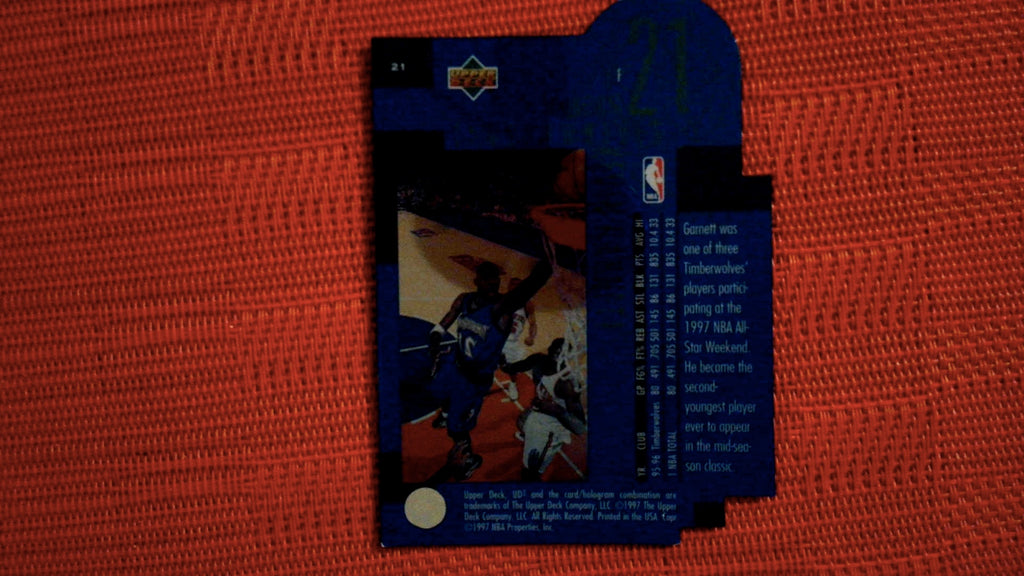 21
UPPER
DECK
F
21
NBA
YR CLUB GP FG% FT% REB AST STL BLK PTS AVG HI
95-96 Timberwolves 80 .491 .705 501 145 86 131 835 10.4 33
1 NBA TOTAL 80 .491 .705 501 145 86 131 835 10.4 33
Garnett was
one of three
Timberwolves'
players partici-
pating at the
1997 NBA All-
Star Weekend.
He became the
second-
youngest player
ever to appear
in the mid-sea-
son classic.
Upper Deck, UD³ and the card/hologram combination are
trademarks of The Upper Deck Company, LLC. ©1997 The Upper
Deck Company, LLC. All Rights Reserved. Printed in the USA
©1997 NBA Properties, Inc.